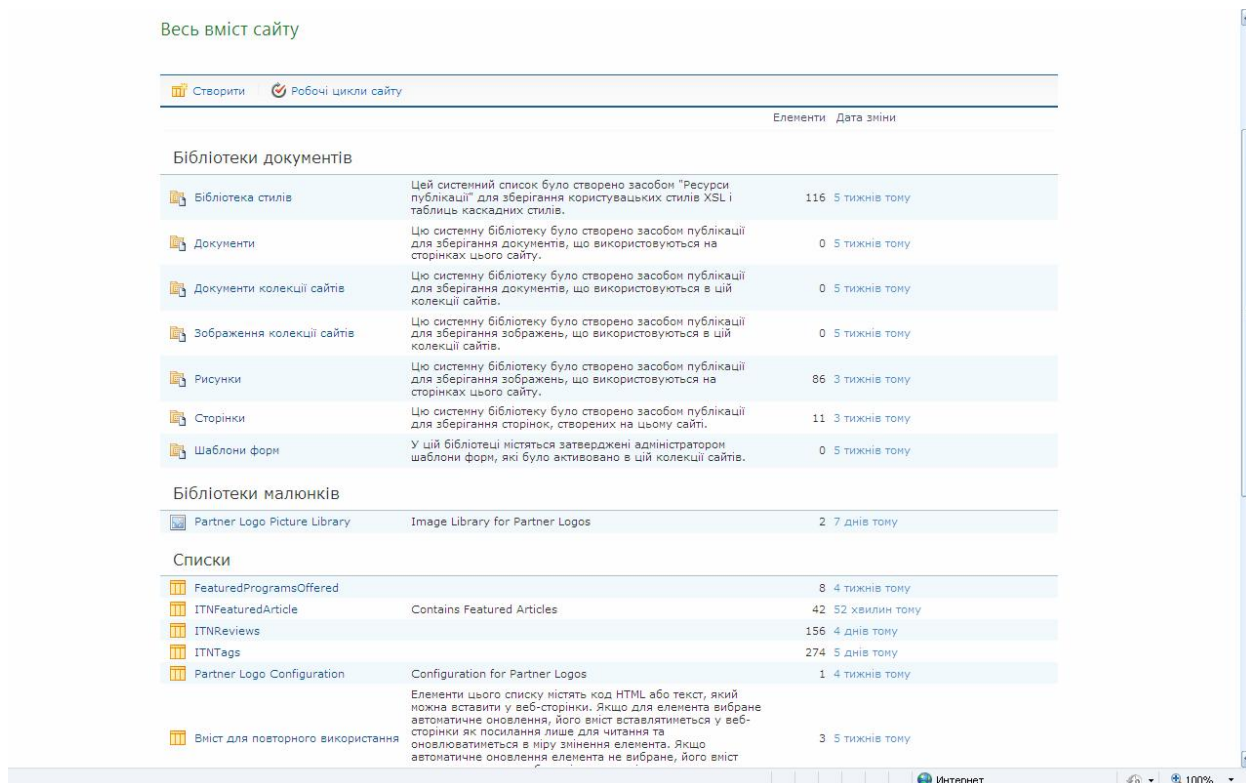 Весь вміст сайту
Створити Робочі цикли сайту
Елементи Дата зміни
Бібліотеки документів
Бібліотека стилів
Цей системний список було створено засобом "Ресурси
публікації" для зберігання користувацьких стилів XSL і
таблиць каскадних стилів.
116 5 тижнів тому
Документи
Цю системну бібліотеку було створено засобом публікації
для зберігання документів, що використовуються на
сторінках цього сайту.
0 5 тижнів тому
Документи колекції сайтів
Цю системну бібліотеку було створено засобом публікації
для зберігання документів, що використовуються в цій
колекції сайтів.
0 5 тижнів тому
Зображення колекції сайтів
Цю системну бібліотеку було створено засобом публікації
для зберігання зображень, що використовуються в цій
колекції сайтів.
0 5 тижнів тому
Рисунки
Цю системну бібліотеку було створено засобом публікації
для зберігання зображень, що використовуються на
сторінках цього сайту.
86 3 тижнів тому
Сторінки
Цю системну бібліотеку було створено засобом публікації
для зберігання сторінок, створених на цьому сайті.
11 3 тижнів тому
Шаблони форм
У цій бібліотеці містяться затверджені адміністратором
шаблони форм, які було активовано в цій колекції сайтів.
0 5 тижнів тому
Бібліотеки малюнків
Partner Logo Picture Library Image Library for Partner Logos 2 7 днів тому
Списки
FeaturedProgramsOffered 8 4 тижнів тому
ITNFeaturedArticle Contains Featured Articles 42 52 хвилин тому
ITNReviews 156 4 днів тому
ITNTags 274 5 днів тому
Partner Logo Configuration Configuration for Partner Logos 1 4 тижнів тому
Вміст для повторного використання
Елементи цього списку містять код HTML або текст, який
можна вставити у веб-сторінки. Якщо для елемента вибране
автоматичне оновлення, його вміст вставлятиметься у веб-
сторінки як посилання лише для читання та
оновлюватиметься в міру змінення елемента. Якщо
автоматичне оновлення елемента не вибране, його вміст
3 5 тижнів тому
Интернет 100%